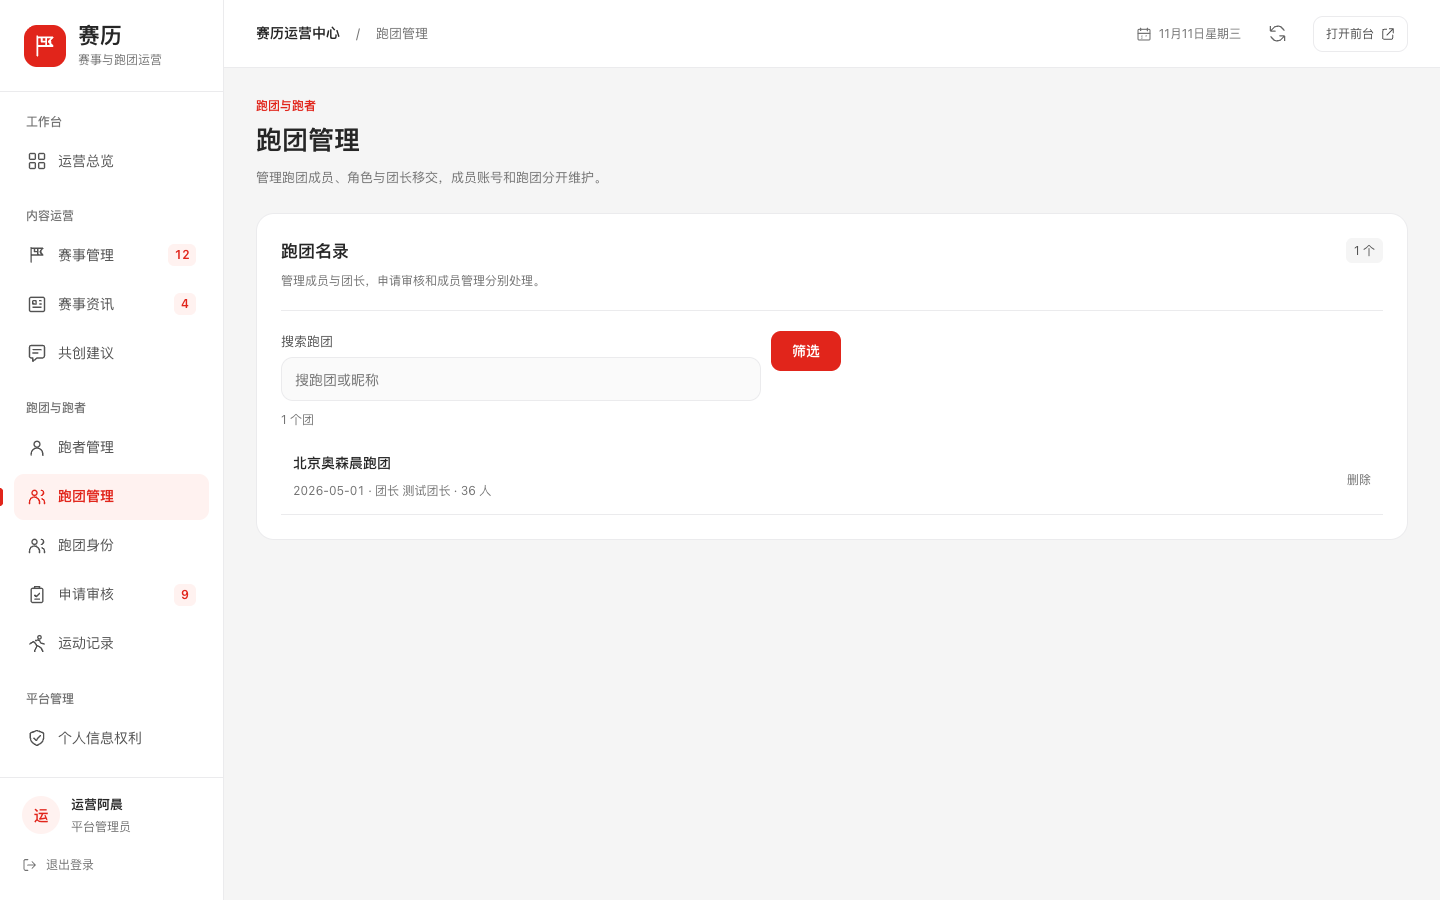 赛历
赛事与跑团运营
工作台
运营总览
内容运营
赛事管理 12
赛事资讯 4
共创建议
跑团与跑者
跑者管理
跑团管理
跑团身份
申请审核 9
运动记录
平台管理
个人信息权利
运
运营阿晨
平台管理员
退出登录
赛历运营中心 / 跑团管理
11月11日星期三
打开前台
跑团与跑者
跑团管理
管理跑团成员、角色与团长移交，成员账号和跑团分开维护。
跑团名录
1 个
管理成员与团长，申请审核和成员管理分别处理。
搜索跑团
搜跑团或昵称
筛选
1 个团
北京奥森晨跑团
2026-05-01 · 团长 测试团长 · 36 人
删除